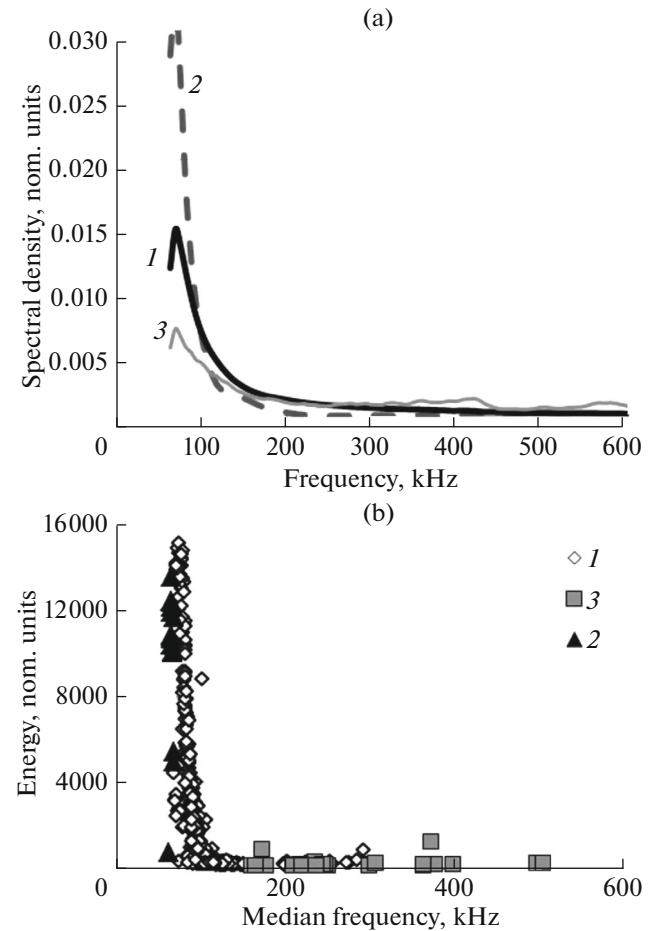 (a)
0.030
2
0.025
0.020
Spectral density, nom. units
0.015
1
0.010
3
0.005
0 100 200 300 400 500 600
Frequency, kHz
(b)
16000
1
3
12000
2
Energy, nom. units
8000
4000
0 200 400 600
Median frequency, kHz